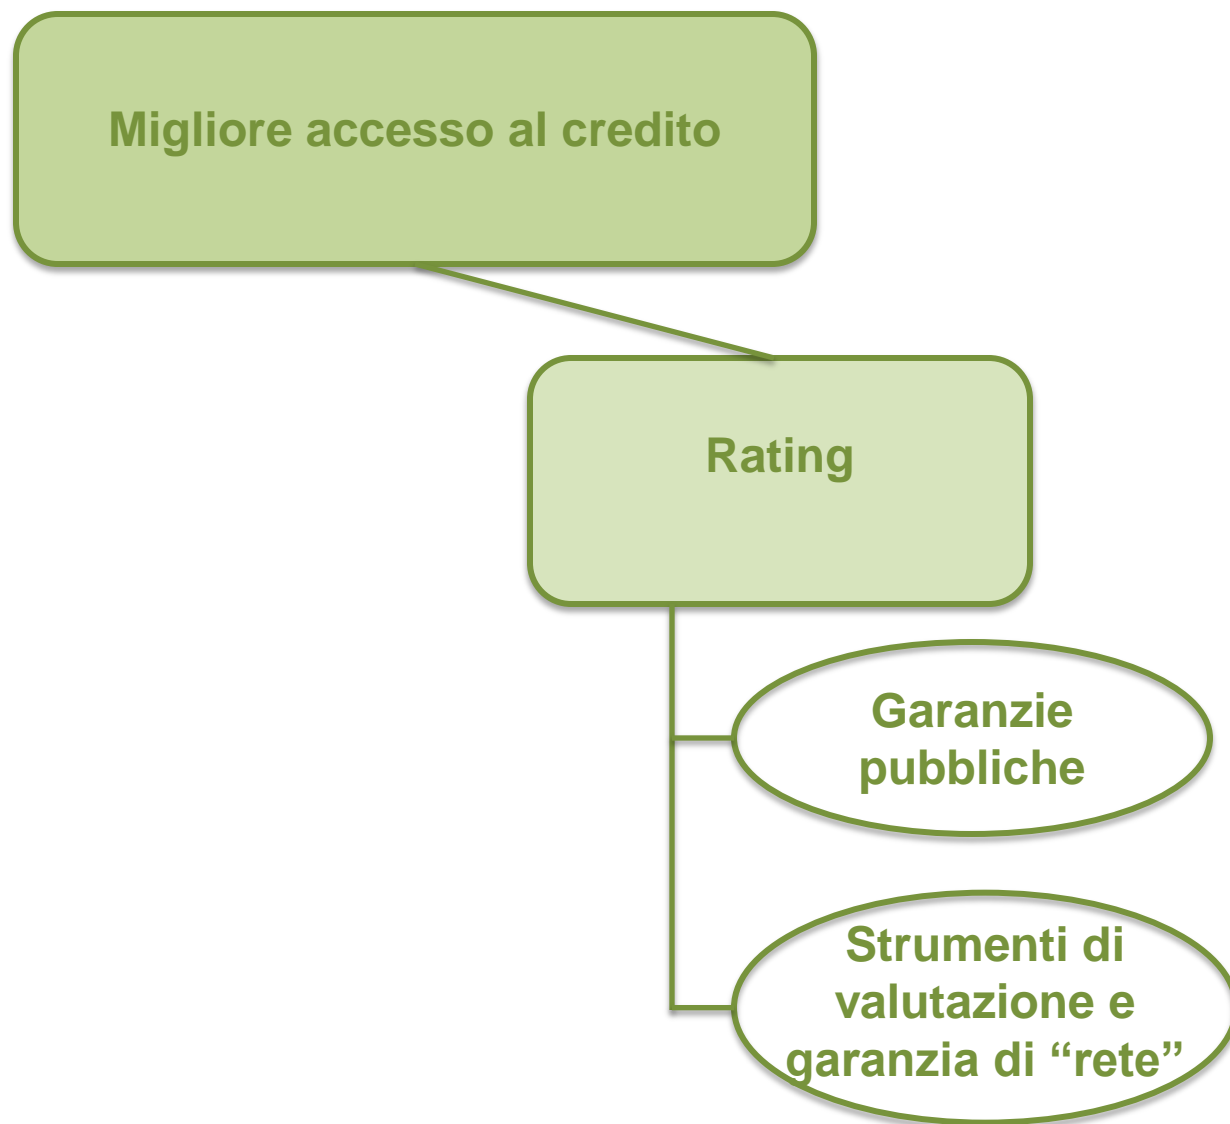 Migliore accesso al credito
Rating
Garanzie
pubbliche
Strumenti di
valutazione e
garanzia di “rete”